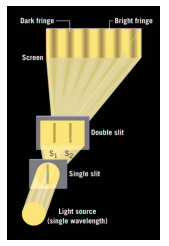 Dark fringe Bright fringe
Screen
Double slit
S₁ S₂
Single slit
Light source
(single wavelength)